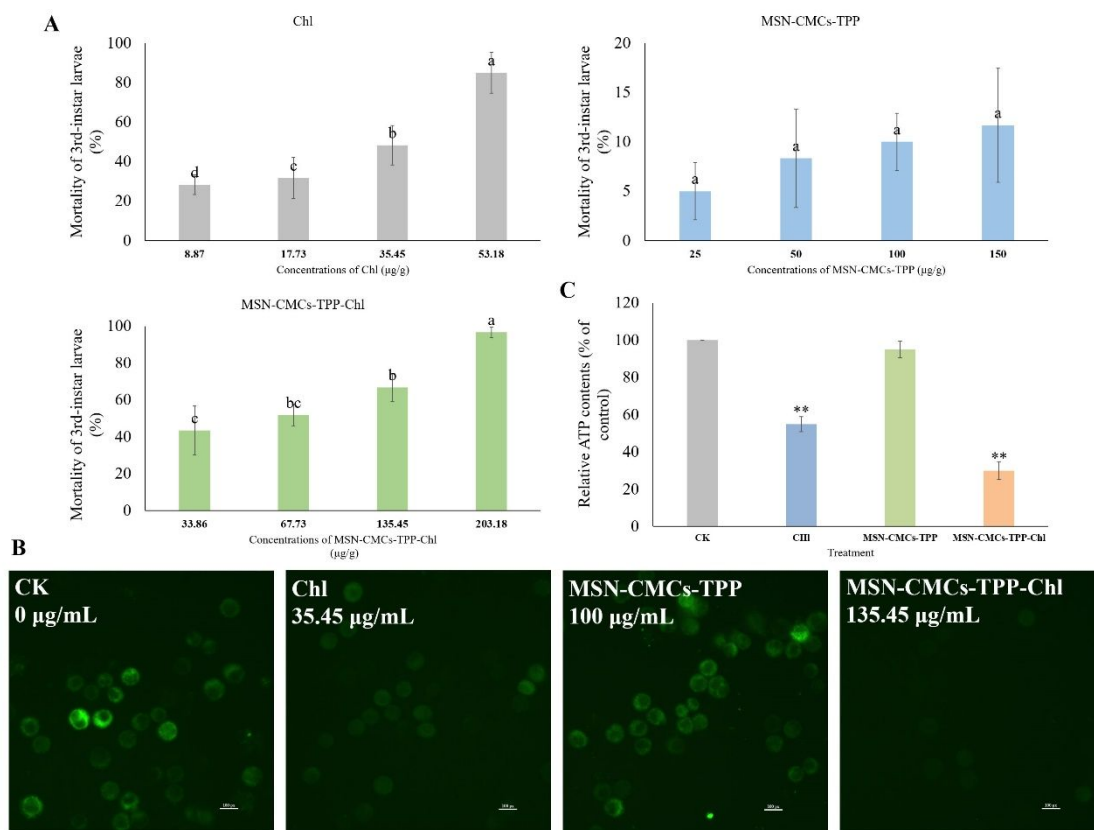 A
Chl
Mortality of 3rd-instar larvae
(%)
100
80
60
40
20
0
d
c
b
a
8.87
17.73
35.45
53.18
Concentrations of Chl (μg/g)
MSN-CMCs-TPP
Mortality of 3rd-instar larvae
(%)
20
15
10
5
0
a
a
a
a
25
50
100
150
Concentrations of MSN-CMCs-TPP (μg/g)
MSN-CMCs-TPP-Chl
Mortality of 3rd-instar larvae
(%)
100
80
60
40
20
0
c
bc
b
a
33.86
67.73
135.45
203.18
Concentrations of MSN-CMCs-TPP-Chl
(μg/g)
C
Relative ATP contents (% of
control)
120
100
80
60
40
20
0
**
**
CK
CHl
MSN-CMCs-TPP
MSN-CMCs-TPP-Chl
Treatment
B
CK
0 μg/mL
Chl
35.45 μg/mL
MSN-CMCs-TPP
100 μg/mL
MSN-CMCs-TPP-Chl
135.45 μg/mL